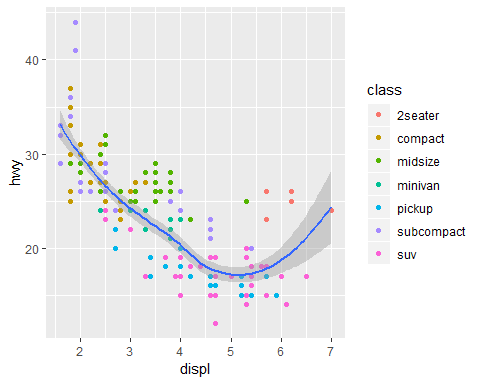 hwy
40
30
20
2
3
4
5
6
7
displ
class
2seater
compact
midsize
minivan
pickup
subcompact
suv